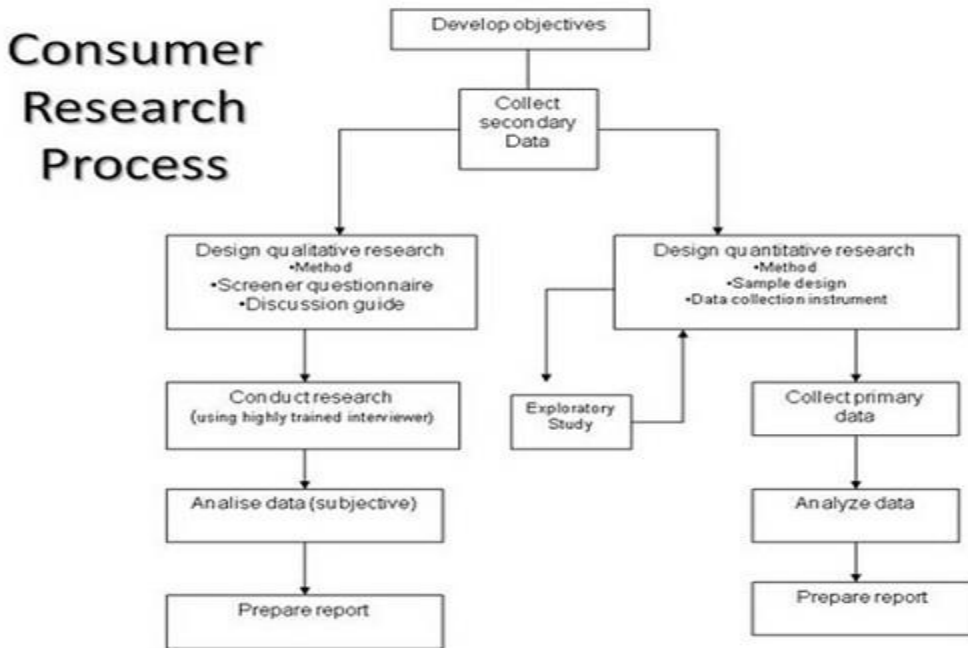 Consumer
Research
Process
Develop objectives
Collect
secondary
Data
Design qualitative research
•Method
•Screener questionnaire
•Discussion guide
Design quantitative research
•Method
•Sample design
•Data collection instrument
Conduct research
(using highly trained interviewer)
Exploratory
Study
Collect primary
data
Analise data (subjective)
Analyze data
Prepare report
Prepare report